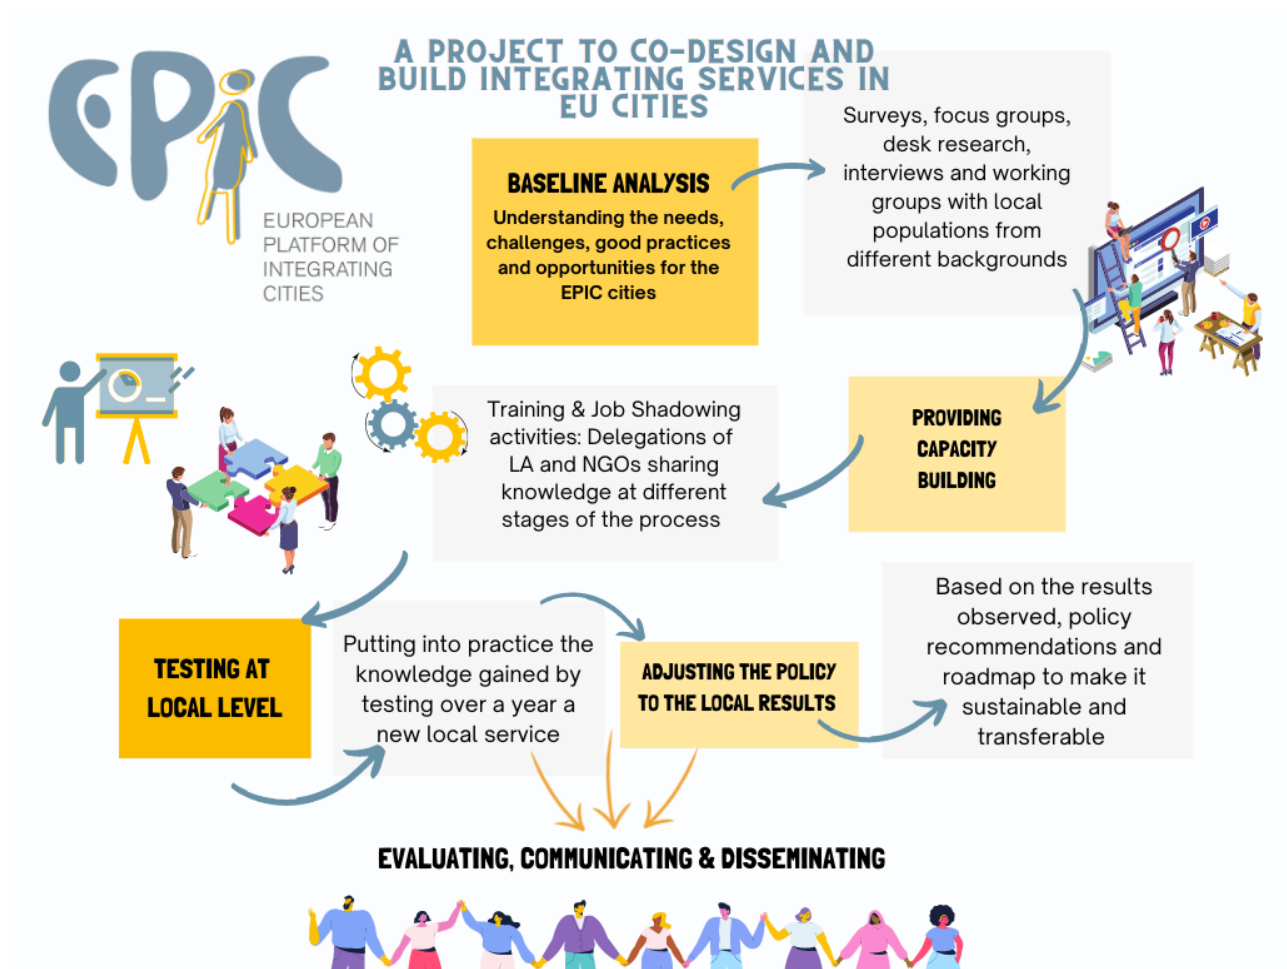 EPIC
EUROPEAN
PLATFORM OF
INTEGRATING
CITIES
A PROJECT TO CO-DESIGN AND
BUILD INTEGRATING SERVICES IN
EU CITIES
BASELINE ANALYSIS
Understanding the needs,
challenges, good practices
and opportunities for the
EPIC cities
Surveys, focus groups,
desk research,
interviews and working
groups with local
populations from
different backgrounds
PROVIDING
CAPACITY
BUILDING
Training & Job Shadowing
activities: Delegations of
LA and NGOs sharing
knowledge at different
stages of the process
TESTING AT
LOCAL LEVEL
Putting into practice the
knowledge gained by
testing over a year a
new local service
ADJUSTING THE POLICY
TO THE LOCAL RESULTS
Based on the results
observed, policy
recommendations and
roadmap to make it
sustainable and
transferable
EVALUATING, COMMUNICATING & DISSEMINATING